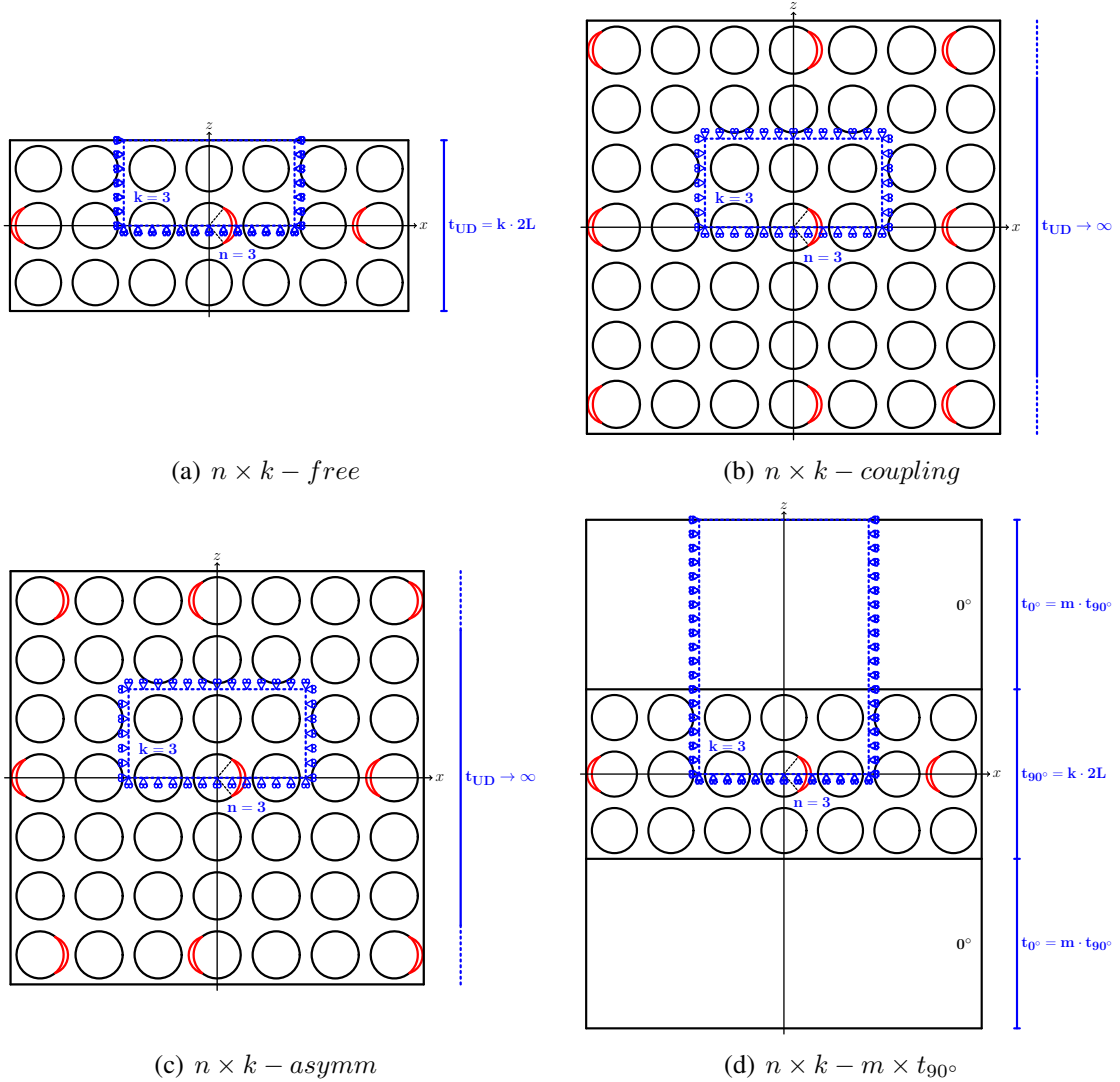 z
k = 3
x
t_UD = k · 2L
n = 3
(a) n × k − free
z
k = 3
x
t_UD → ∞
n = 3
(b) n × k − coupling
z
k = 3
x
t_UD → ∞
n = 3
(c) n × k − asymm
z
0°
t_0° = m · t_90°
k = 3
x
t_90° = k · 2L
n = 3
0°
t_0° = m · t_90°
(d) n × k − m × t_90°